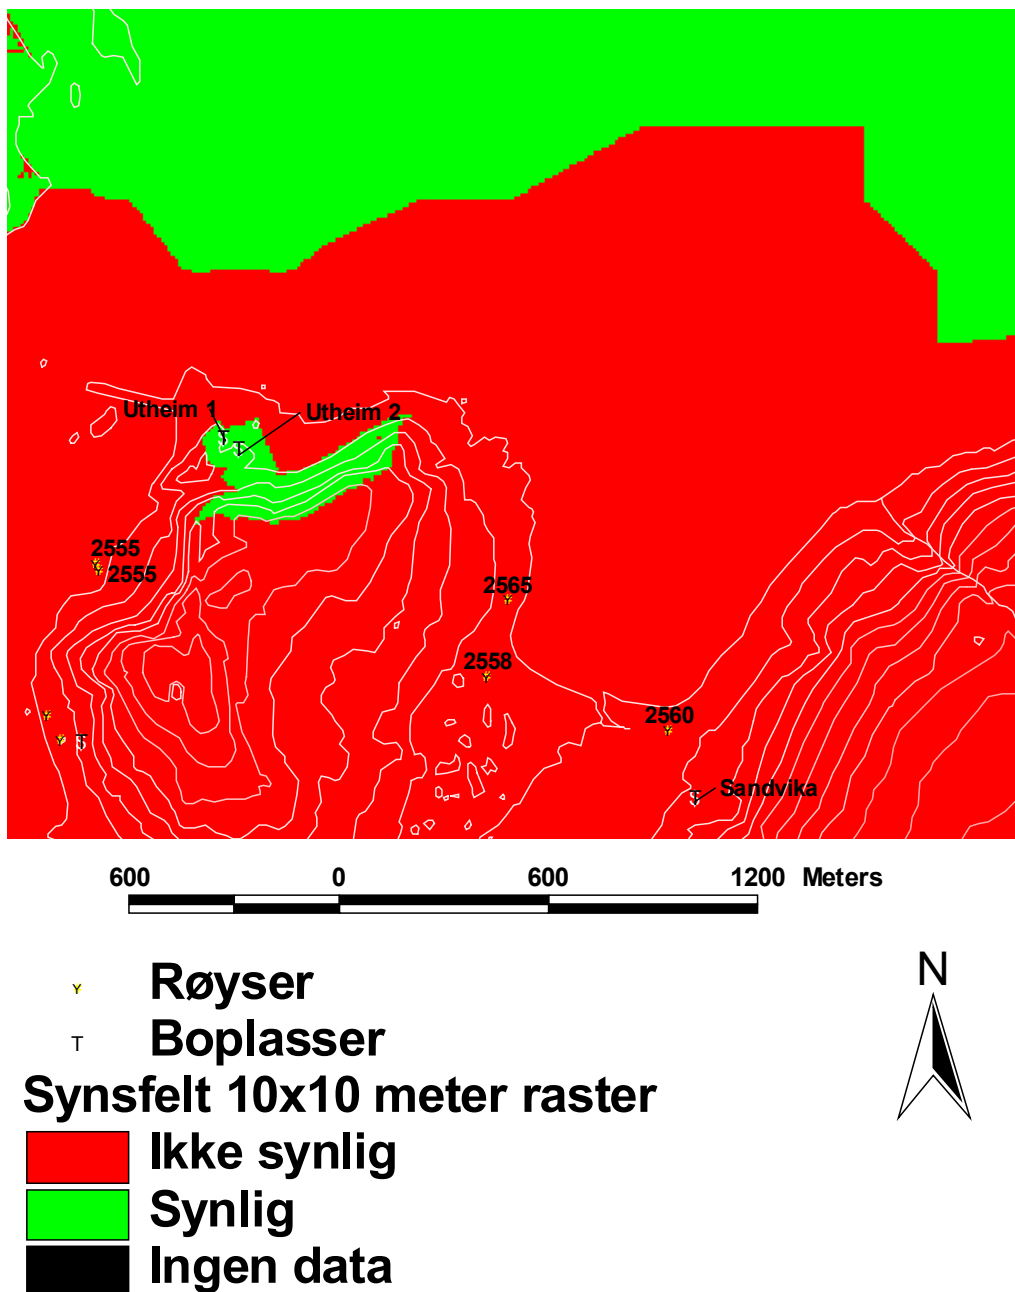 Utheim 1
Utheim 2
2555
2555
2565
2558
2560
Sandvika
600 0 600 1200 Meters
N
Y Røyser
T Boplasser
Synsfelt 10x10 meter raster
Ikke synlig
Synlig
Ingen data